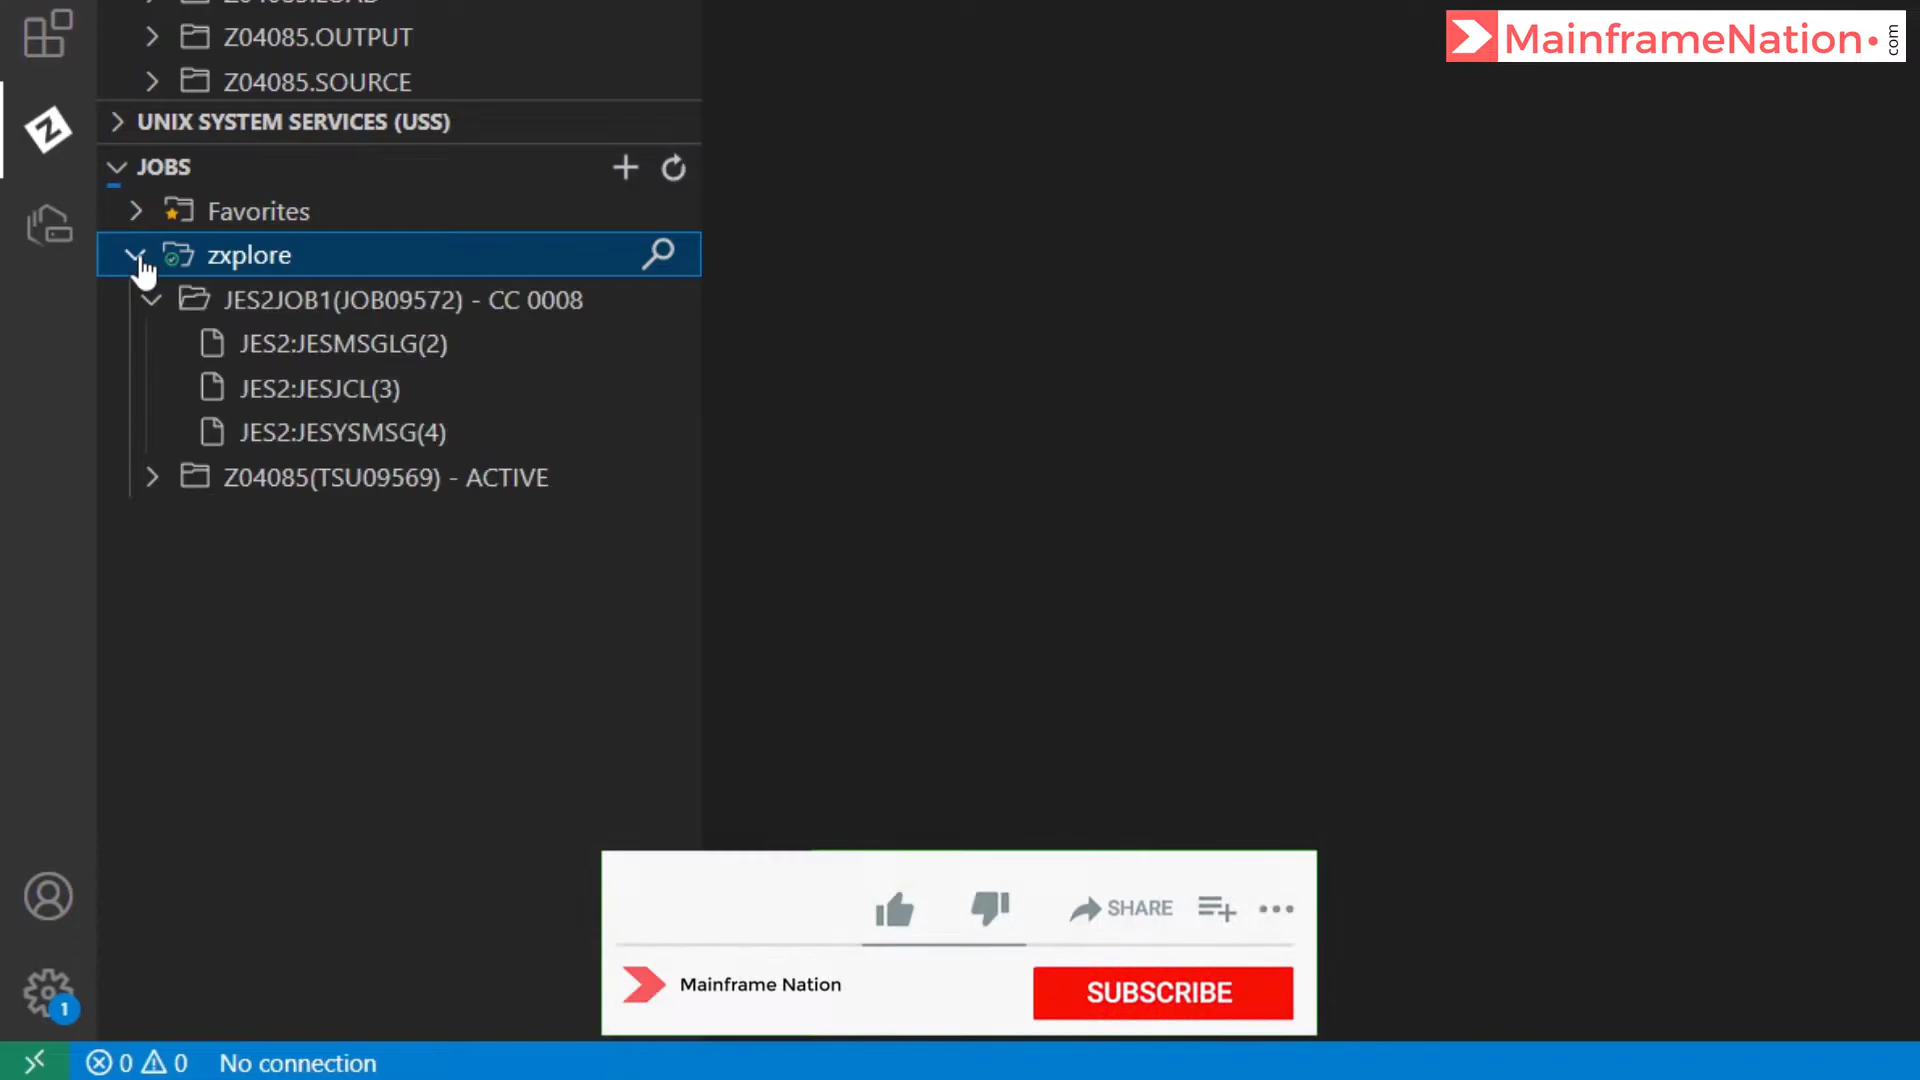 MainframeNation.com
Z04085.LOAD
Z04085.OUTPUT
Z04085.SOURCE
UNIX SYSTEM SERVICES (USS)
JOBS
Favorites
zxplore
JES2JOB1(JOB09572) - CC 0008
JES2:JESMSGLG(2)
JES2:JESJCL(3)
JES2:JESYSMSG(4)
Z04085(TSU09569) - ACTIVE
SHARE
Mainframe Nation
SUBSCRIBE
1
0 0 No connection